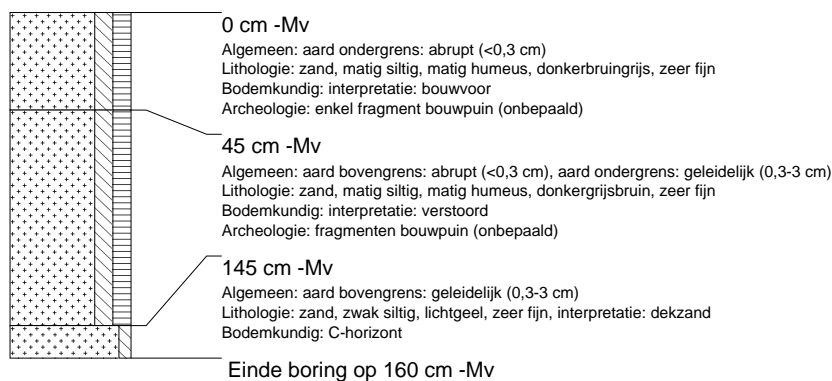 0 cm -Mv
Algemeen: aard ondergrens: abrupt (<0,3 cm)
Lithologie: zand, matig siltig, matig humeus, donkerbruingrijs, zeer fijn
Bodemkundig: interpretatie: bouwvoor
Archeologie: enkel fragment bouwpuin (onbepaald)
45 cm -Mv
Algemeen: aard bovengrens: abrupt (<0,3 cm), aard ondergrens: geleidelijk (0,3-3 cm)
Lithologie: zand, matig siltig, matig humeus, donkergrijsbruin, zeer fijn
Bodemkundig: interpretatie: verstoord
Archeologie: fragmenten bouwpuin (onbepaald)
145 cm -Mv
Algemeen: aard bovengrens: geleidelijk (0,3-3 cm)
Lithologie: zand, zwak siltig, lichtgeel, zeer fijn, interpretatie: dekzand
Bodemkundig: C-horizont
Einde boring op 160 cm -Mv